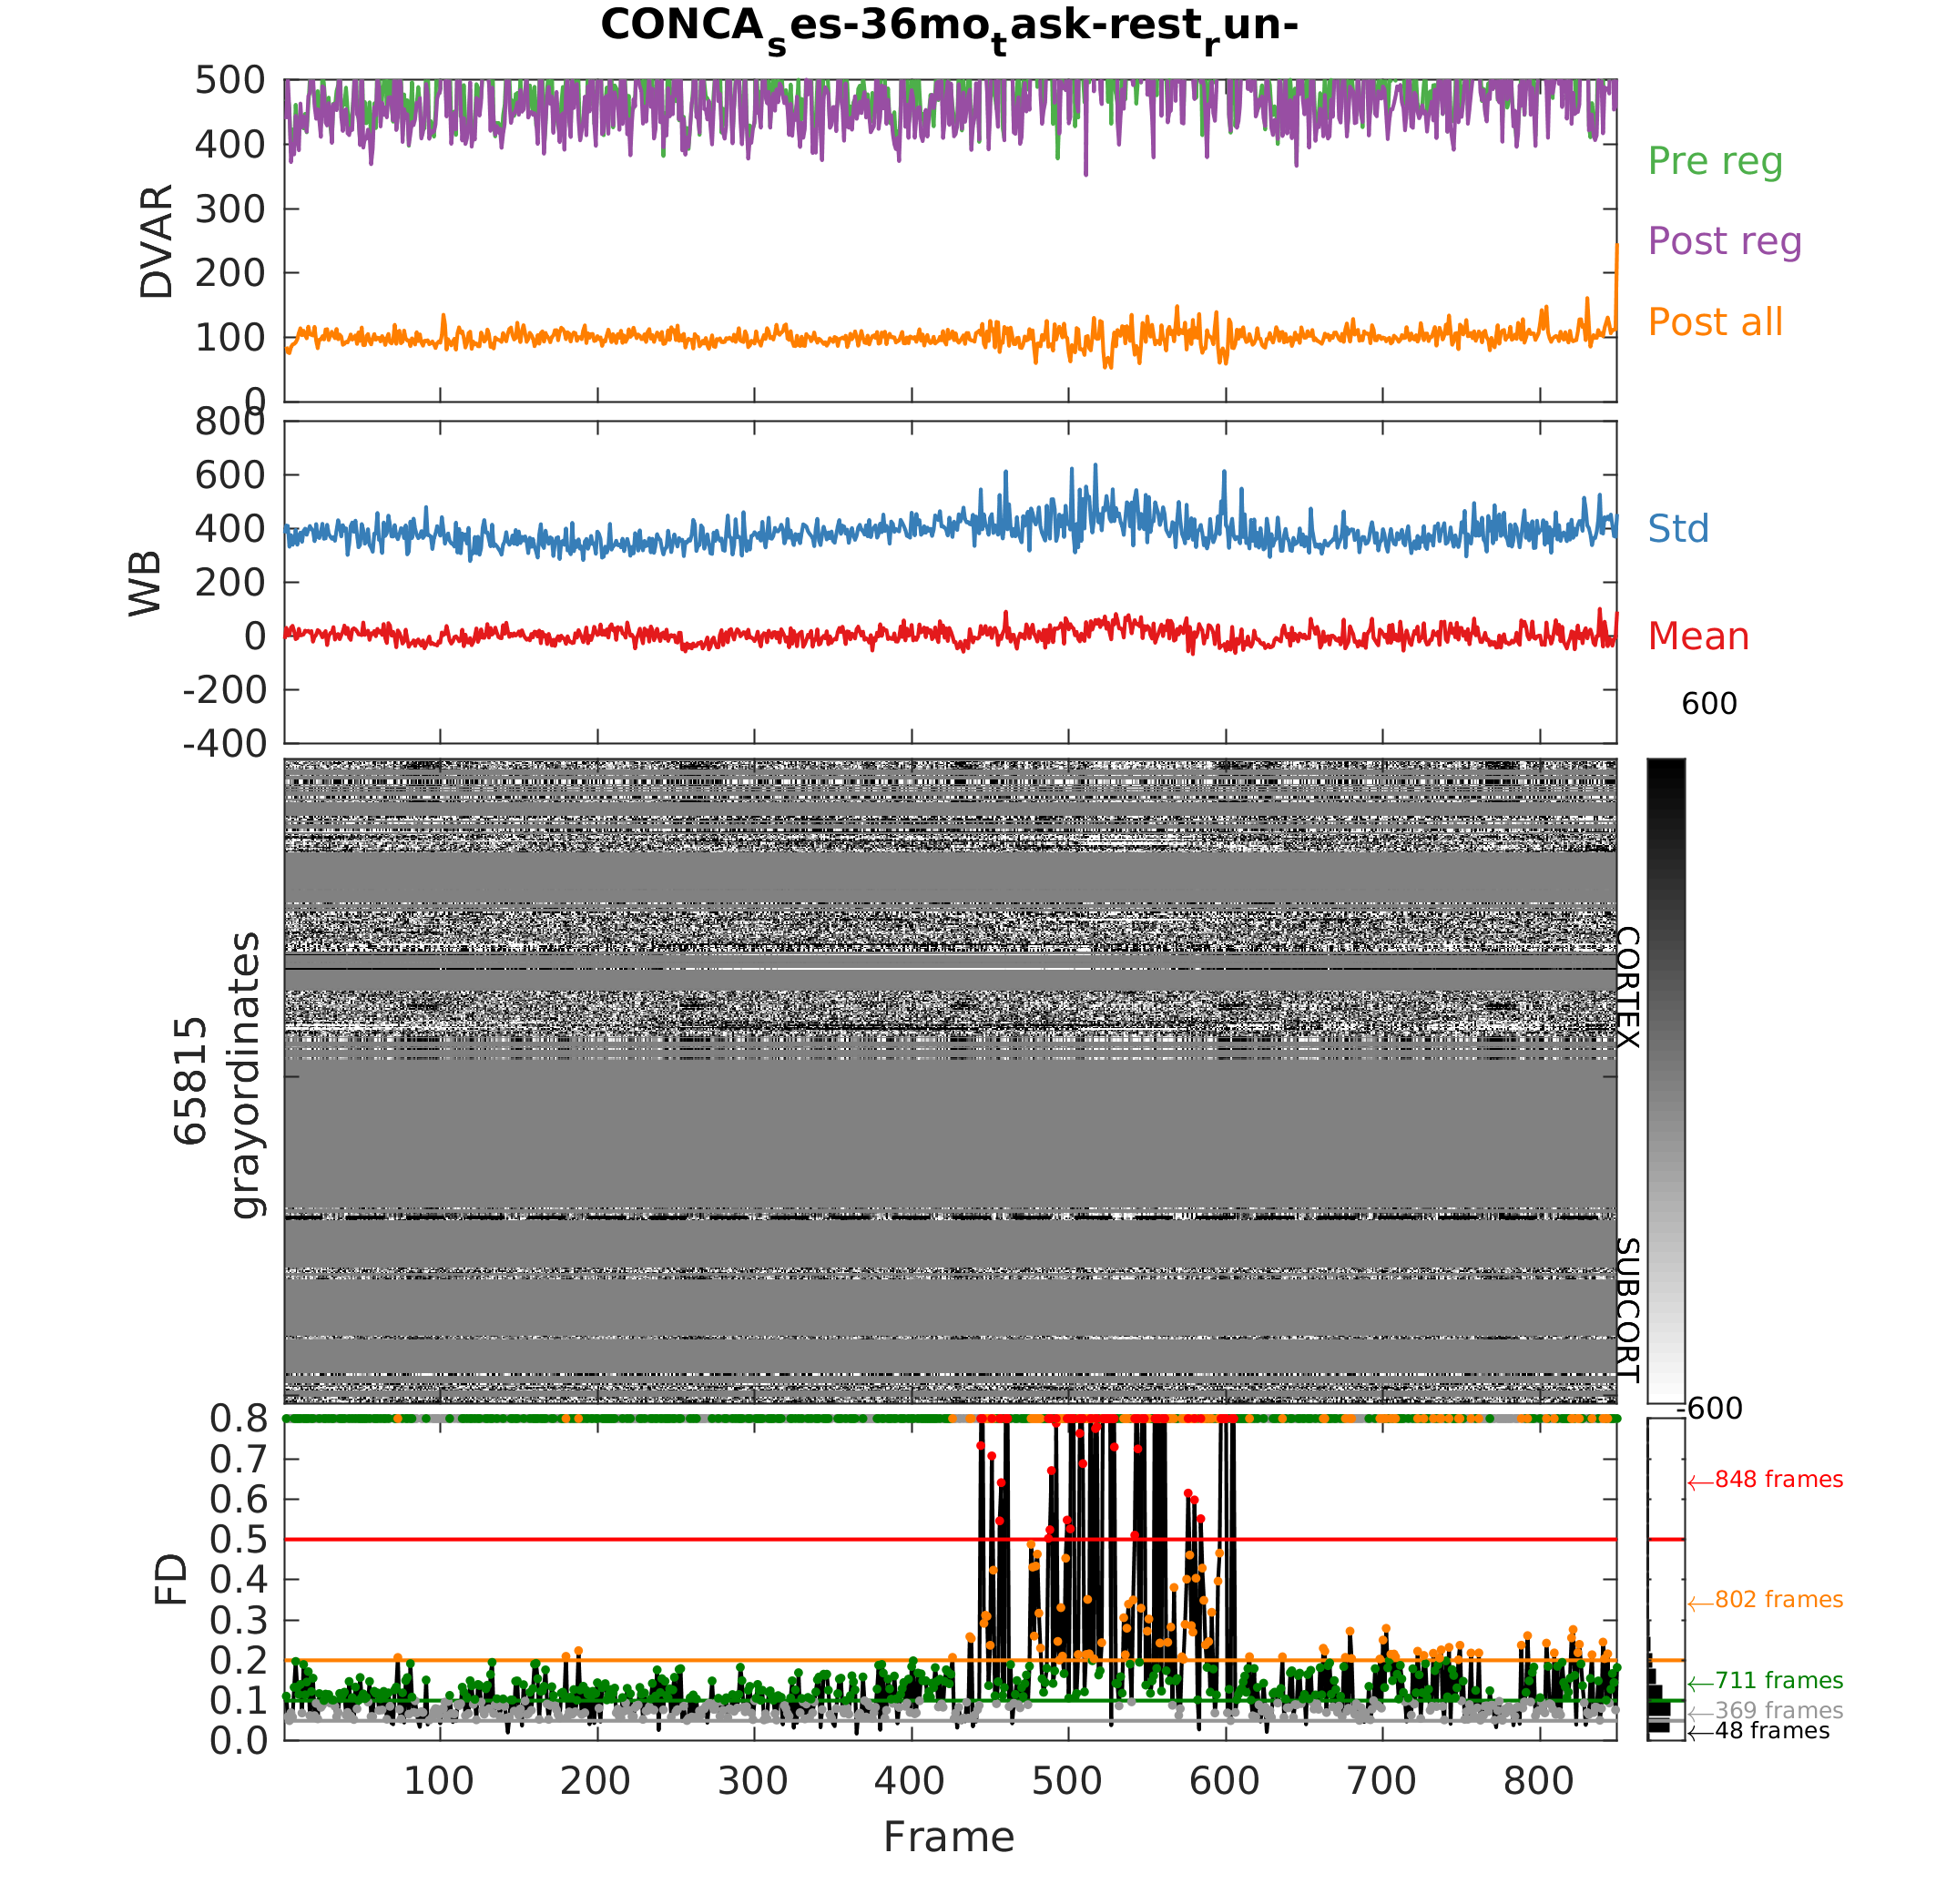 CONCAses-36motask-restrun-
500
400
300
200
100
0
DVAR
Pre reg
Post reg
Post all
800
600
400
200
0
-200
-400
WB
Std
Mean
600
65815
grayordinates
CORTEX
SUBCORT
-600
0.8
0.7
0.6
0.5
0.4
0.3
0.2
0.1
0.0
FD
←848 frames
←802 frames
←711 frames
←369 frames
←48 frames
100 200 300 400 500 600 700 800
Frame